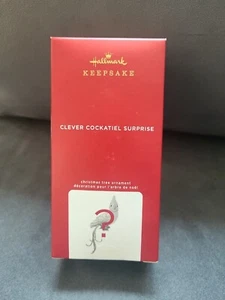 Hallmark
KEEPSAKE
CLEVER COCKATIEL SURPRISE
christmas tree ornament
décoration pour l'arbre de noël
?